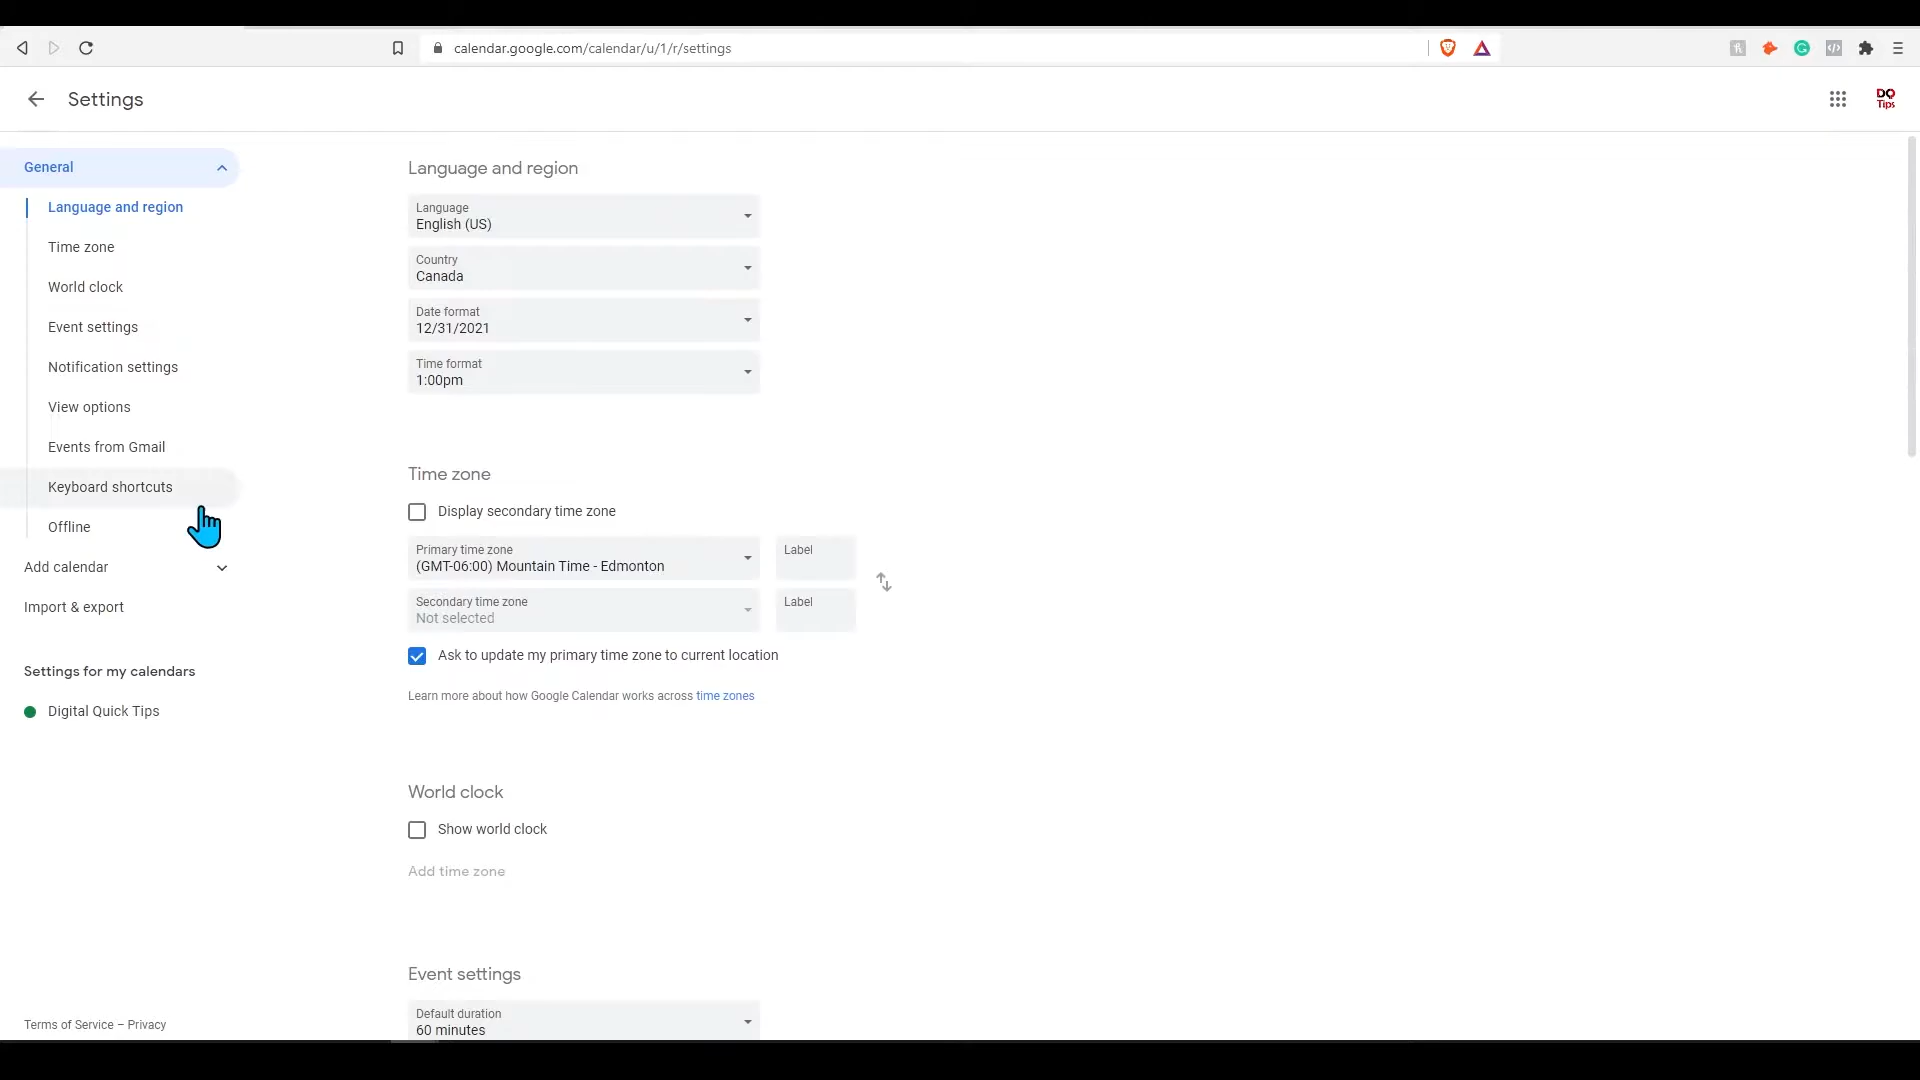 calendar.google.com/calendar/u/1/r/settings
Settings
DQ
Tips
General
Language and region
Time zone
World clock
Event settings
Notification settings
View options
Events from Gmail
Keyboard shortcuts
Offline
Add calendar
Import & export
Settings for my calendars
Digital Quick Tips
Terms of Service – Privacy
Language and region
Language
English (US)
Country
Canada
Date format
12/31/2021
Time format
1:00pm
Time zone
Display secondary time zone
Primary time zone
(GMT-06:00) Mountain Time - Edmonton
Label
Secondary time zone
Not selected
Label
Ask to update my primary time zone to current location
Learn more about how Google Calendar works across time zones
World clock
Show world clock
Add time zone
Event settings
Default duration
60 minutes